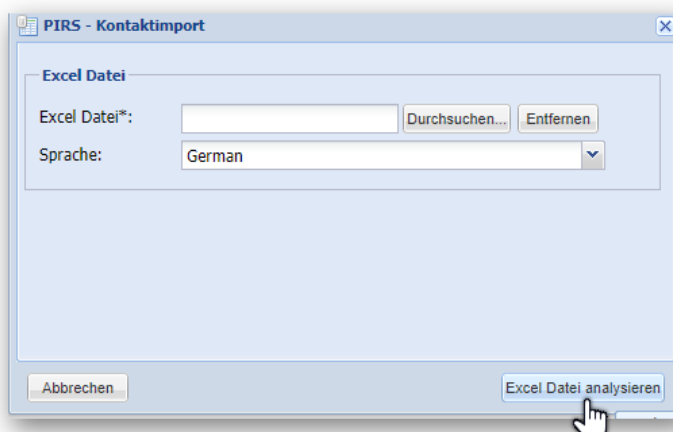 PIRS - Kontaktimport
Excel Datei
Excel Datei*:
Durchsuchen... Entfernen
Sprache:
German
Abbrechen
Excel Datei analysieren